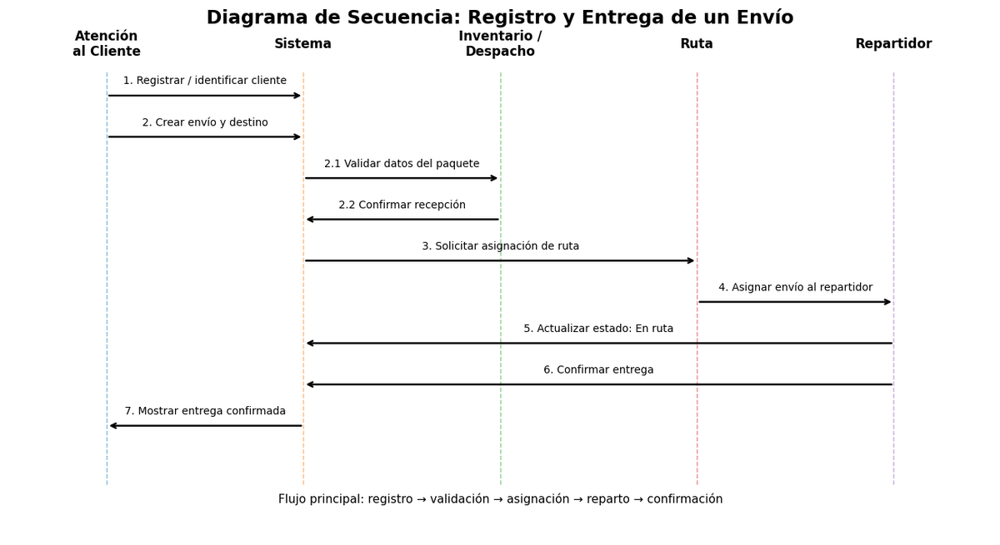 Diagrama de Secuencia: Registro y Entrega de un Envío
Atención
al Cliente
Sistema
Inventario /
Despacho
Ruta
Repartidor
1. Registrar / identificar cliente
2. Crear envío y destino
2.1 Validar datos del paquete
2.2 Confirmar recepción
3. Solicitar asignación de ruta
4. Asignar envío al repartidor
5. Actualizar estado: En ruta
6. Confirmar entrega
7. Mostrar entrega confirmada
Flujo principal: registro → validación → asignación → reparto → confirmación